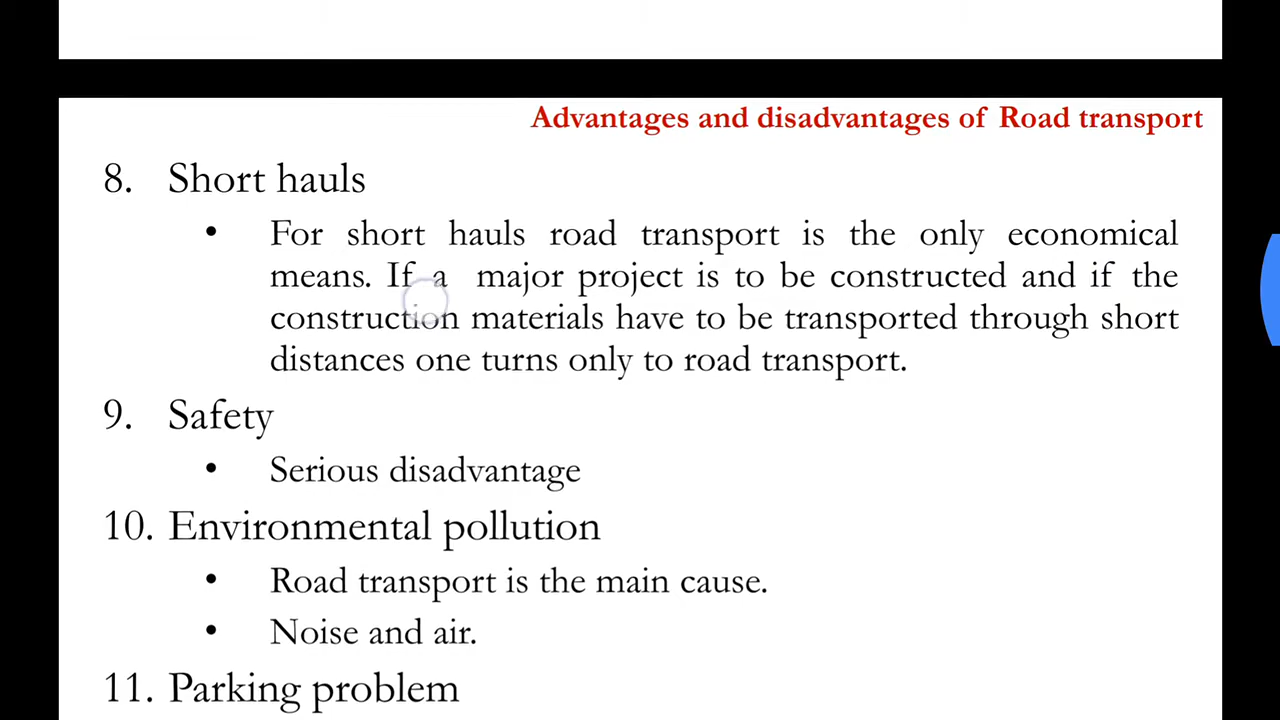 Advantages and disadvantages of Road transport
8. Short hauls
• For short hauls road transport is the only economical
means. If a major project is to be constructed and if the
construction materials have to be transported through short
distances one turns only to road transport.
9. Safety
• Serious disadvantage
10. Environmental pollution
• Road transport is the main cause.
• Noise and air.
11. Parking problem